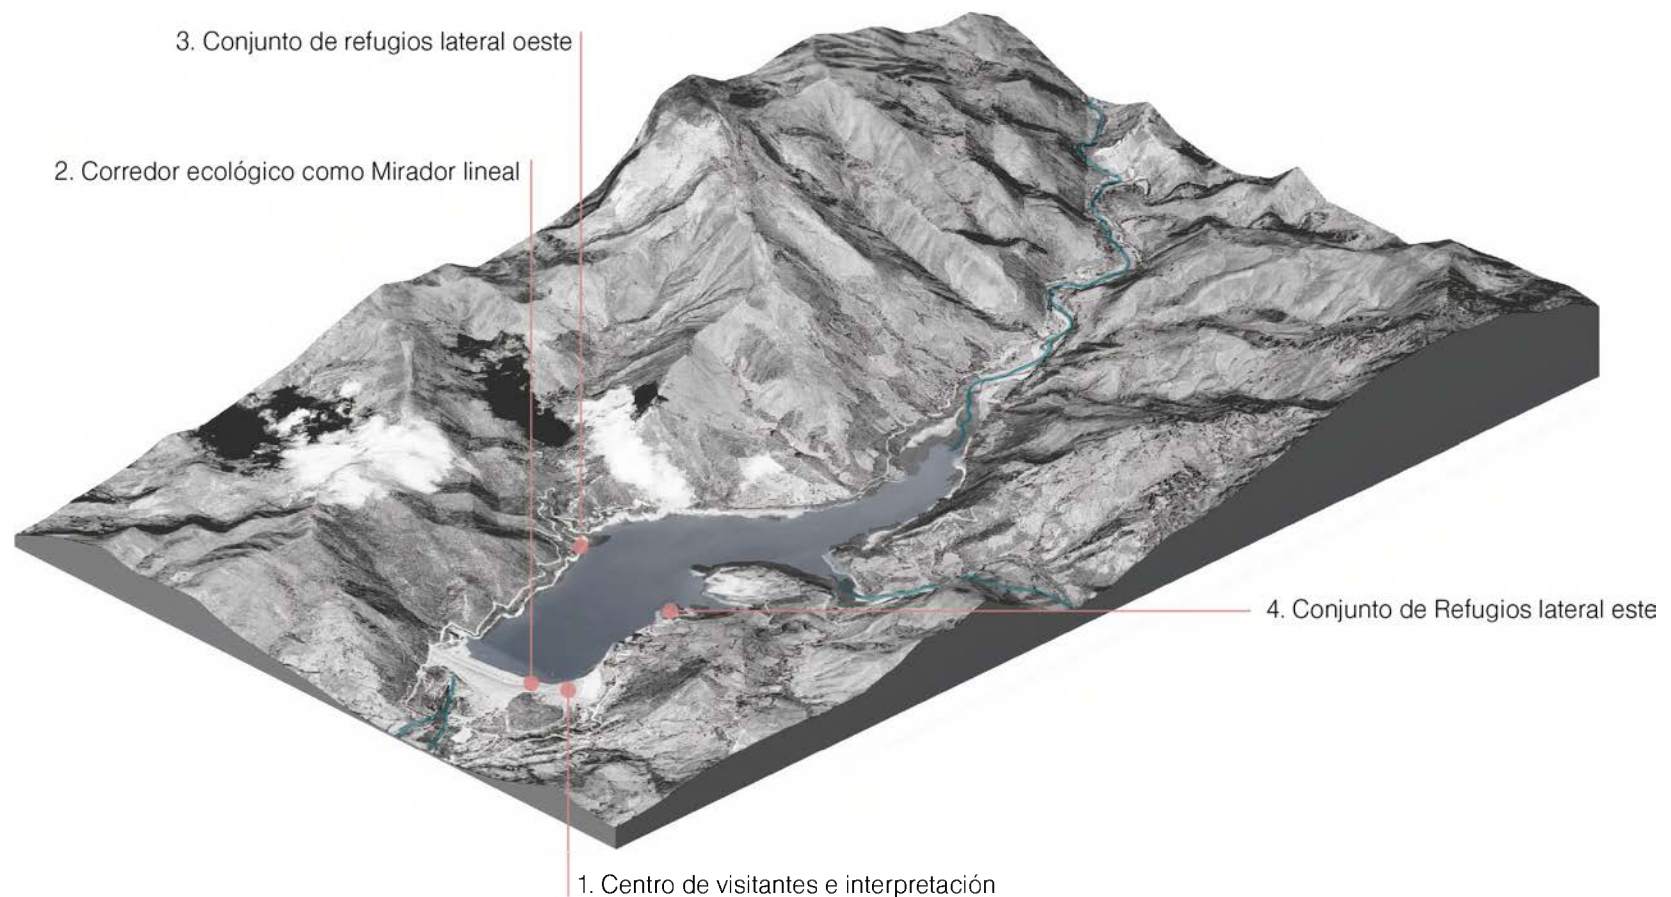 3. Conjunto de refugios lateral oeste
2. Corredor ecológico como Mirador lineal
4. Conjunto de Refugios lateral este
1. Centro de visitantes e interpretación